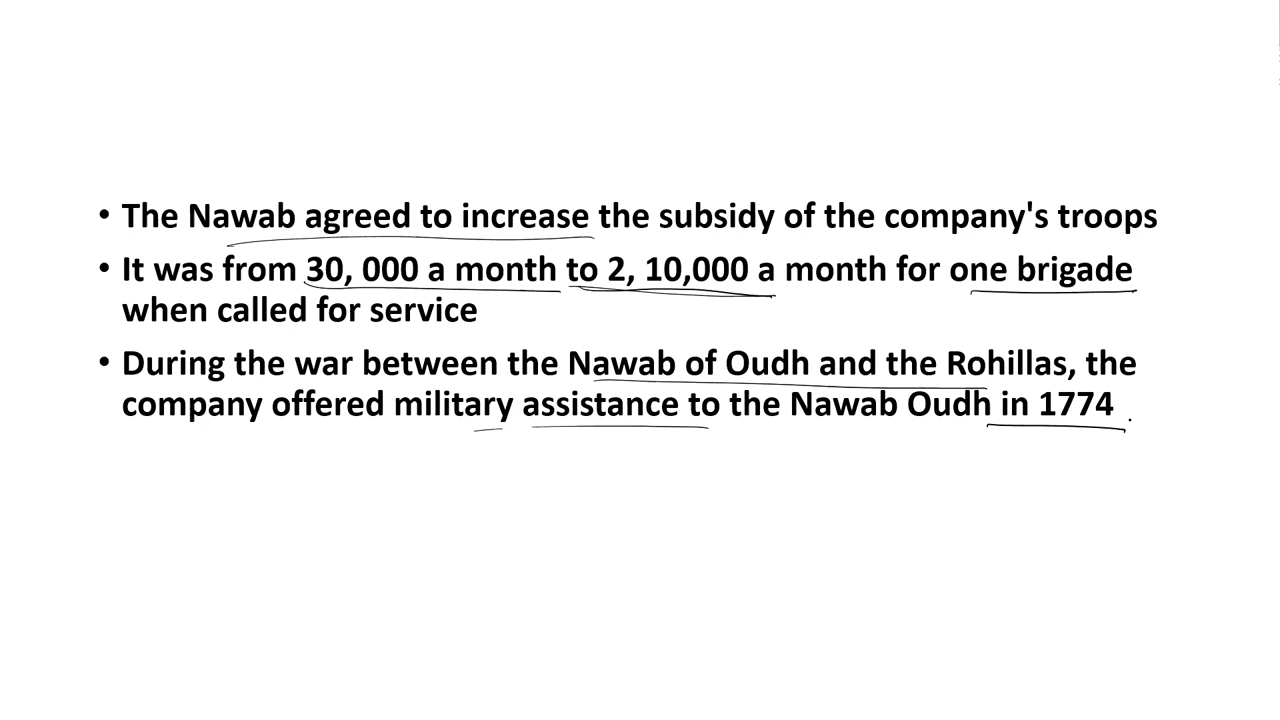 • The Nawab agreed to increase the subsidy of the company's troops
• It was from 30, 000 a month to 2, 10,000 a month for one brigade
when called for service
• During the war between the Nawab of Oudh and the Rohillas, the
company offered military assistance to the Nawab Oudh in 1774